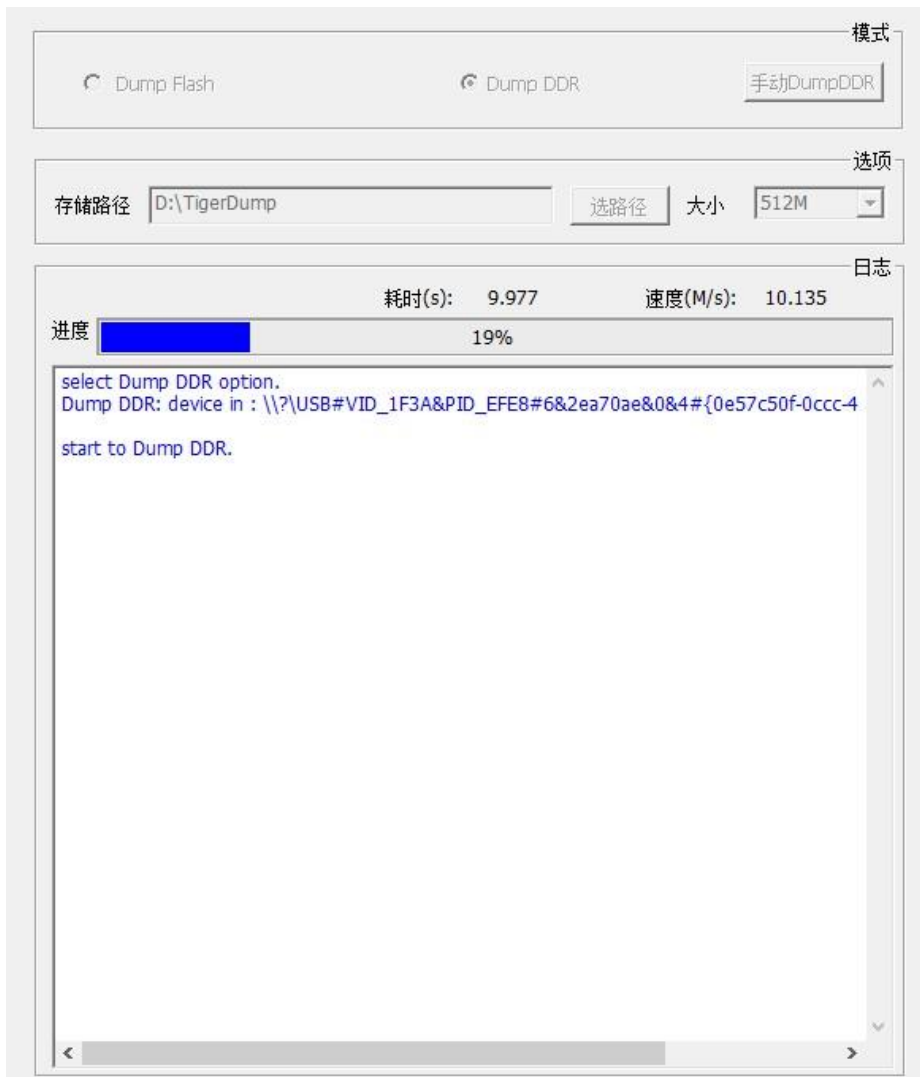 模式
Dump Flash Dump DDR 手动DumpDDR
选项
存储路径 D:\TigerDump 选路径 大小 512M
日志
耗时(s): 9.977 速度(M/s): 10.135
进度 19%
select Dump DDR option.
Dump DDR: device in : \\?\USB#VID_1F3A&PID_EFE8#6&2ea70ae&0&4#{0e57c50f-0ccc-4
start to Dump DDR.